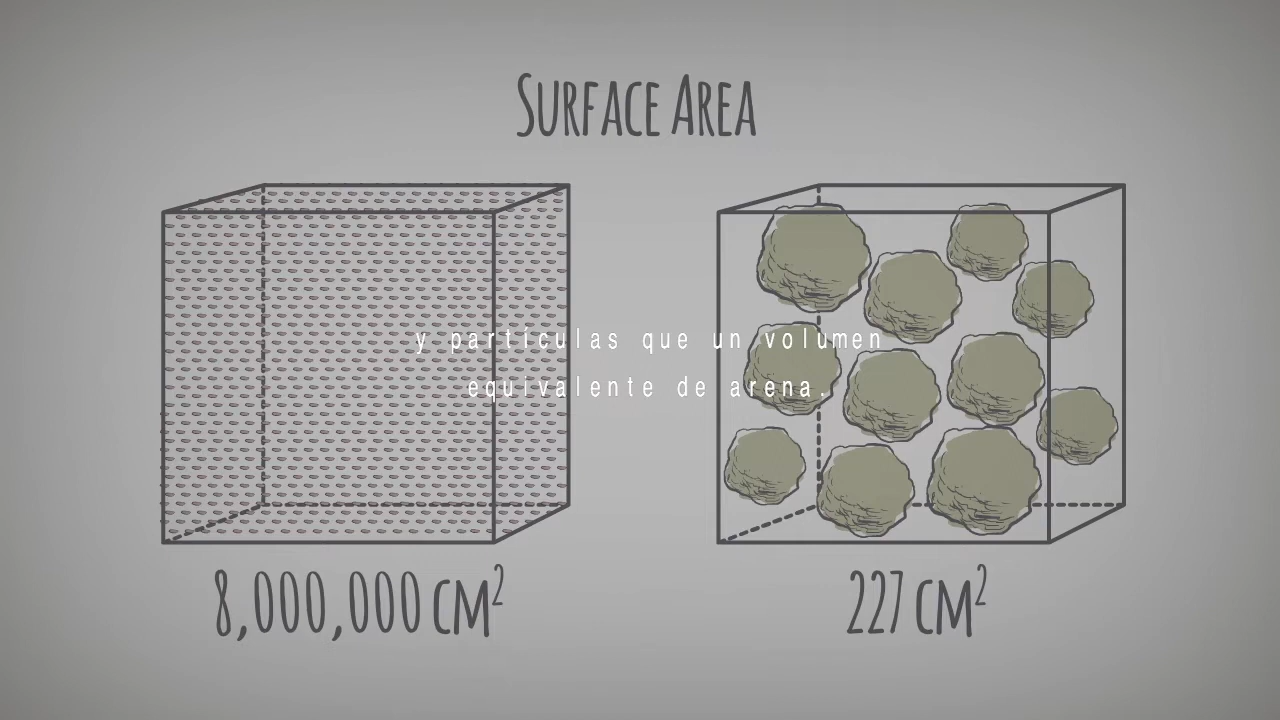 SURFACE AREA
y partículas que un volumen
equivalente de arena.
8,000,000 cm²
227 cm²